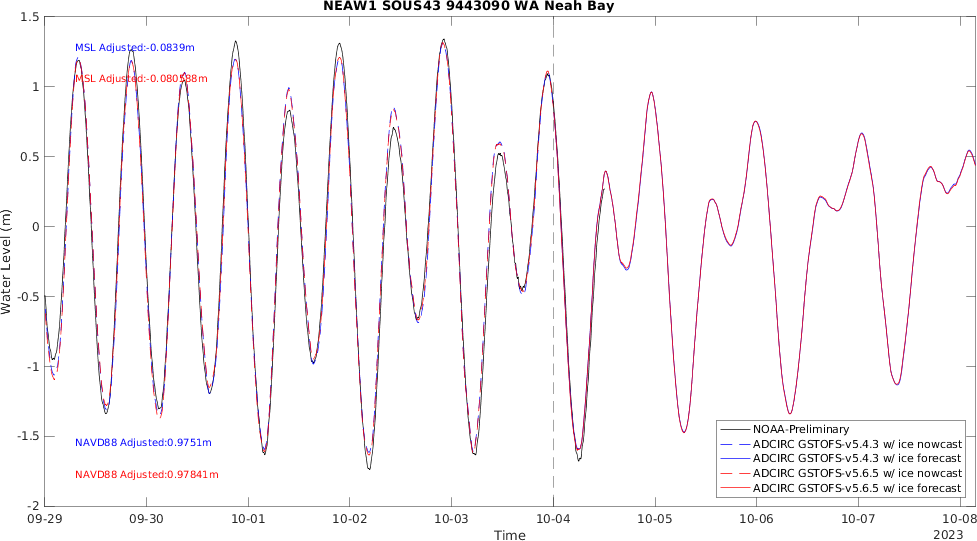 NEAW1 SOUS43 9443090 WA Neah Bay
1.5
1
0.5
0
-0.5
-1
-1.5
-2
Water Level (m)
MSL Adjusted:-0.0839m
NAVD88 Adjusted:0.9751m
NAVD88 Adjusted:0.97841m
NOAA-Preliminary
ADCIRC GSTOFS-v5.4.3 w/ ice nowcast
ADCIRC GSTOFS-v5.4.3 w/ ice forecast
ADCIRC GSTOFS-v5.6.5 w/ ice nowcast
ADCIRC GSTOFS-v5.6.5 w/ ice forecast
09-29 09-30 10-01 10-02 10-03 10-04 10-05 10-06 10-07 10-08
Time
2023